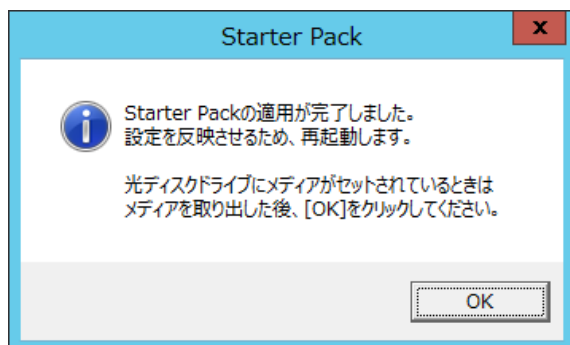 Starter Pack
x
Starter Packの適用が完了しました。
設定を反映させるため、再起動します。
光ディスクドライブにメディアがセットされているときは
メディアを取り出した後、[OK]をクリックしてください。
OK